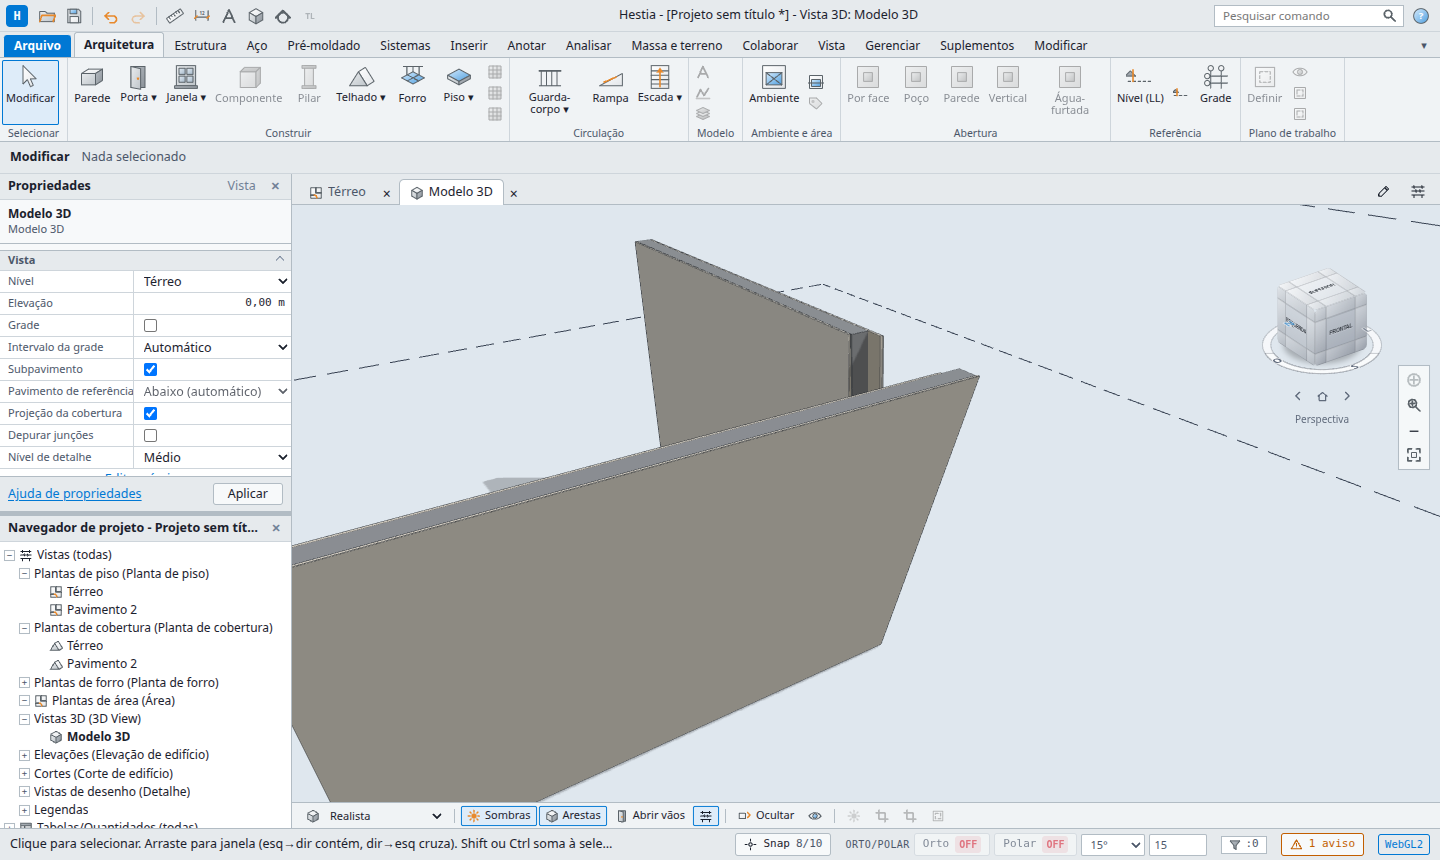 H
TL
Hestia - [Projeto sem título *] - Vista 3D: Modelo 3D
Pesquisar comando
?
Arquivo Arquitetura Estrutura Aço Pré-moldado Sistemas Inserir Anotar Analisar Massa e terreno Colaborar Vista Gerenciar Suplementos Modificar
Modificar Parede Porta ▾ Janela ▾ Componente Pilar Telhado ▾ Forro Piso ▾ Guarda-corpo ▾ Rampa Escada ▾ Ambiente Por face Poço Parede Vertical Água-furtada Nível (LL) Grade Definir
Selecionar Construir Circulação Modelo Ambiente e área Abertura Referência Plano de trabalho
Modificar Nada selecionado
Propriedades Vista ×
Modelo 3D
Modelo 3D
Vista
Nível Térreo
Elevação 0,00 m
Grade
Intervalo da grade Automático
Subpavimento
Pavimento de referência Abaixo (automático)
Projeção da cobertura
Depurar junções
Nível de detalhe Médio
Ajuda de propriedades Aplicar
Navegador de projeto - Projeto sem tít... ×
Vistas (todas)
Plantas de piso (Planta de piso)
Térreo
Pavimento 2
Plantas de cobertura (Planta de cobertura)
Térreo
Pavimento 2
Plantas de forro (Planta de forro)
Plantas de área (Área)
Vistas 3D (3D View)
Modelo 3D
Elevações (Elevação de edifício)
Cortes (Corte de edifício)
Vistas de desenho (Detalhe)
Legendas
Tabelas/Quantidades (todas)
Térreo × Modelo 3D ×
SUPERIOR
FRONTAL
O S
Perspectiva
Realista Sombras Arestas Abrir vãos Ocultar
Clique para selecionar. Arraste para janela (esq→dir contém, dir→esq cruza). Shift ou Ctrl soma à sele...
Snap 8/10 ORTO/POLAR Orto OFF Polar OFF 15° 15 :0 1 aviso WebGL2